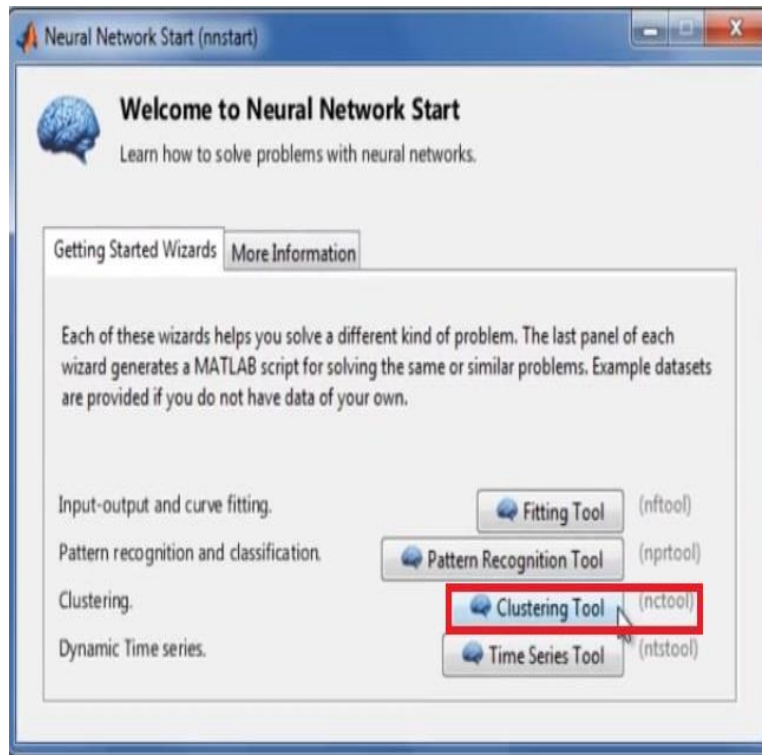 Neural Network Start (nnstart)
Welcome to Neural Network Start
Learn how to solve problems with neural networks.
Getting Started Wizards More Information
Each of these wizards helps you solve a different kind of problem. The last panel of each
wizard generates a MATLAB script for solving the same or similar problems. Example datasets
are provided if you do not have data of your own.
Input-output and curve fitting. Fitting Tool (nftool)
Pattern recognition and classification. Pattern Recognition Tool (nprtool)
Clustering. Clustering Tool (nctool)
Dynamic Time series. Time Series Tool (ntstool)